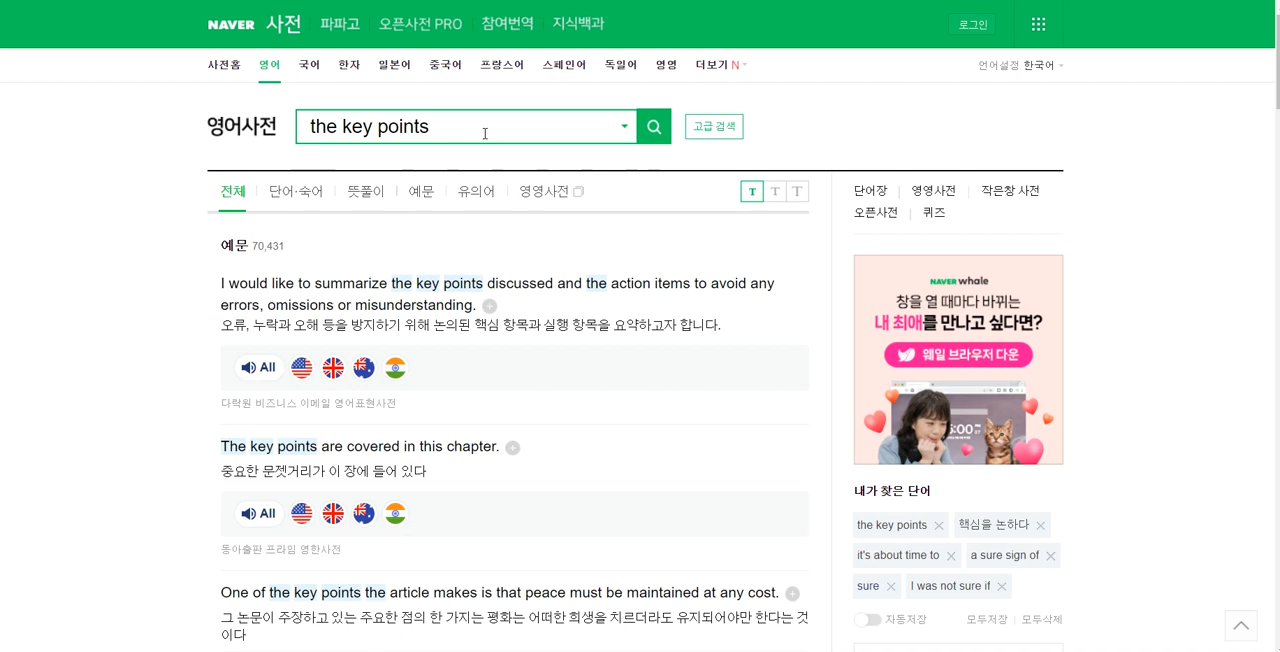 NAVER 사전 파파고 오픈사전 PRO 참여번역 지식백과 로그인
사전홈 영어 국어 한자 일본어 중국어 프랑스어 스페인어 독일어 영영 더보기 N 언어설정 한국어
영어사전 the key points 고급 검색
전체 단어·숙어 뜻풀이 예문 유의어 영영사전 T T T
예문 70,431
I would like to summarize the key points discussed and the action items to avoid any
errors, omissions or misunderstanding.
오류, 누락과 오해 등을 방지하기 위해 논의된 핵심 항목과 실행 항목을 요약하고자 합니다.
All
다락원 비즈니스 이메일 영어표현사전
The key points are covered in this chapter.
중요한 문젯거리가 이 장에 들어 있다
All
동아출판 프라임 영한사전
One of the key points the article makes is that peace must be maintained at any cost.
그 논문이 주장하고 있는 주요한 점의 한 가지는 평화는 어떠한 희생을 치르더라도 유지되어야만 한다는 것
이다
단어장 영영사전 작은창 사전
오픈사전 퀴즈
NAVER whale
창을 열 때마다 바뀌는
내 최애를 만나고 싶다면?
웨일 브라우저 다운
5:00
내가 찾은 단어
the key points 핵심을 논하다
it's about time to a sure sign of
sure I was not sure if
자동저장 모두저장 모두삭제